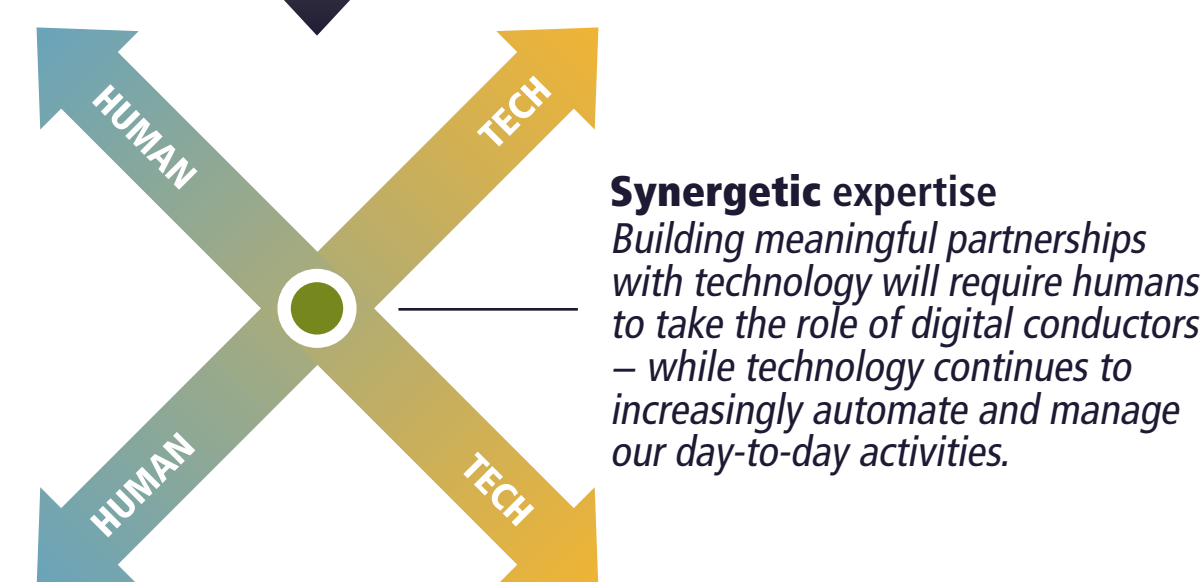 HUMAN
TECH
Synergetic expertise
Building meaningful partnerships
with technology will require humans
to take the role of digital conductors
– while technology continues to
increasingly automate and manage
our day-to-day activities.
HUMAN
TECH